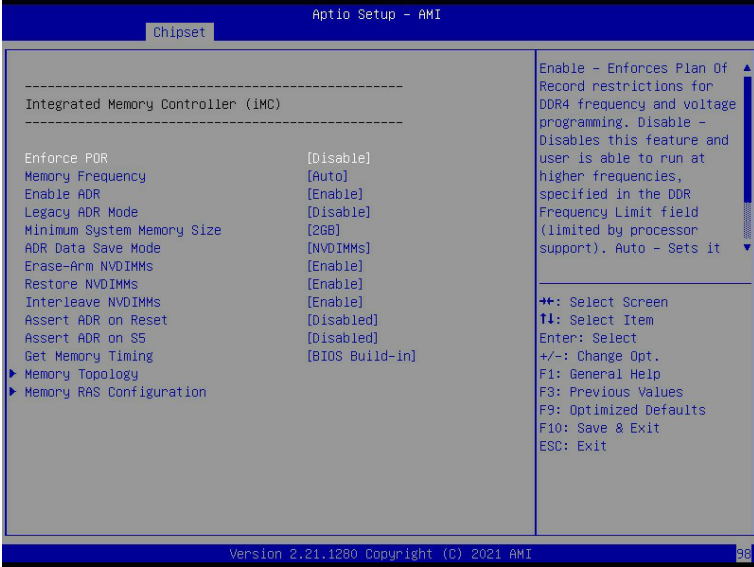 Aptio Setup – AMI
Chipset
------------------------------------------------
Integrated Memory Controller (iMC)
------------------------------------------------
Enforce POR [Disable]
Memory Frequency [Auto]
Enable ADR [Enable]
Legacy ADR Mode [Disable]
Minimum System Memory Size [2GB]
ADR Data Save Mode [NVDIMMs]
Erase-Arm NVDIMMs [Enable]
Restore NVDIMMs [Enable]
Interleave NVDIMMs [Enable]
Assert ADR on Reset [Disabled]
Assert ADR on S5 [Disabled]
Get Memory Timing [BIOS Build-in]
Memory Topology
Memory RAS Configuration
Enable – Enforces Plan Of
Record restrictions for
DDR4 frequency and voltage
programming. Disable –
Disables this feature and
user is able to run at
higher frequencies,
specified in the DDR
Frequency Limit field
(limited by processor
support). Auto – Sets it
→←: Select Screen
↑↓: Select Item
Enter: Select
+/-: Change Opt.
F1: General Help
F3: Previous Values
F9: Optimized Defaults
F10: Save & Exit
ESC: Exit
Version 2.21.1280 Copyright (C) 2021 AMI
98